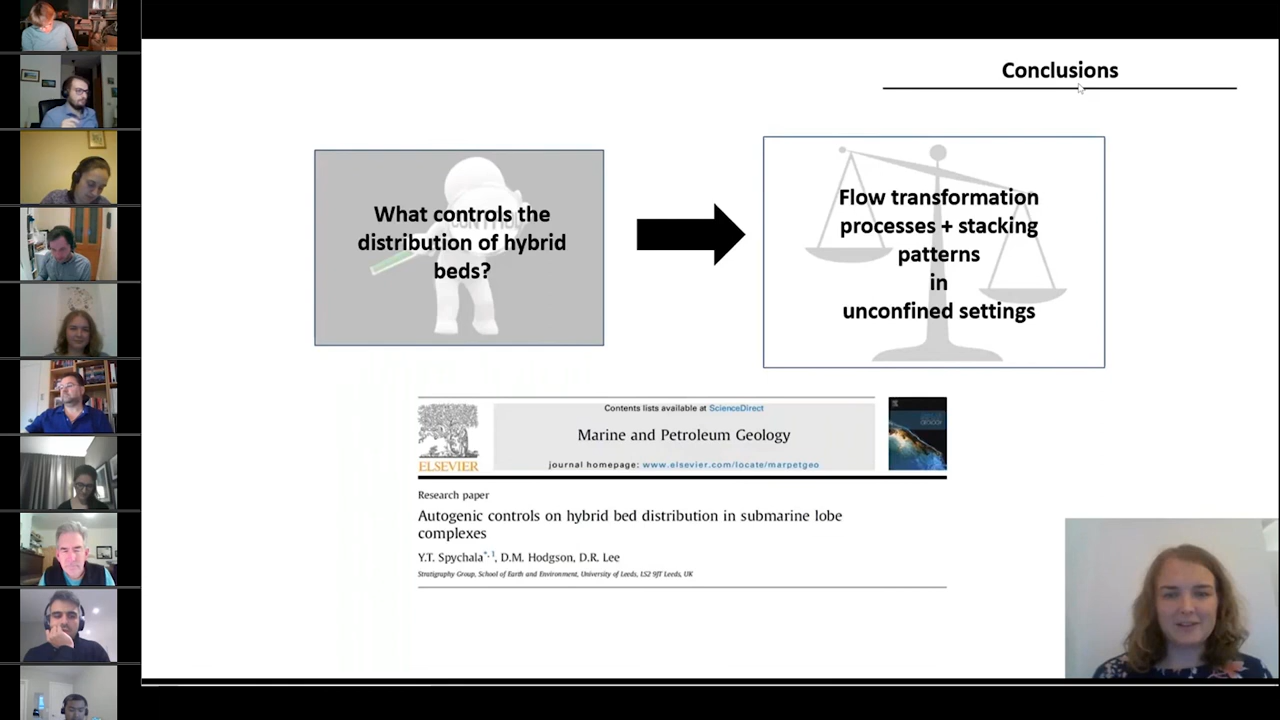 Conclusions
What controls the
distribution of hybrid
beds?
Flow transformation
processes + stacking
patterns
in
unconfined settings
Contents lists available at ScienceDirect
Marine and Petroleum Geology
journal homepage: www.elsevier.com/locate/marpetgeo
ELSEVIER
Research paper
Autogenic controls on hybrid bed distribution in submarine lobe
complexes
Y.T. Spychala*,1, D.M. Hodgson, D.R. Lee
Stratigraphy Group, School of Earth and Environment, University of Leeds, LS2 9JT Leeds, UK